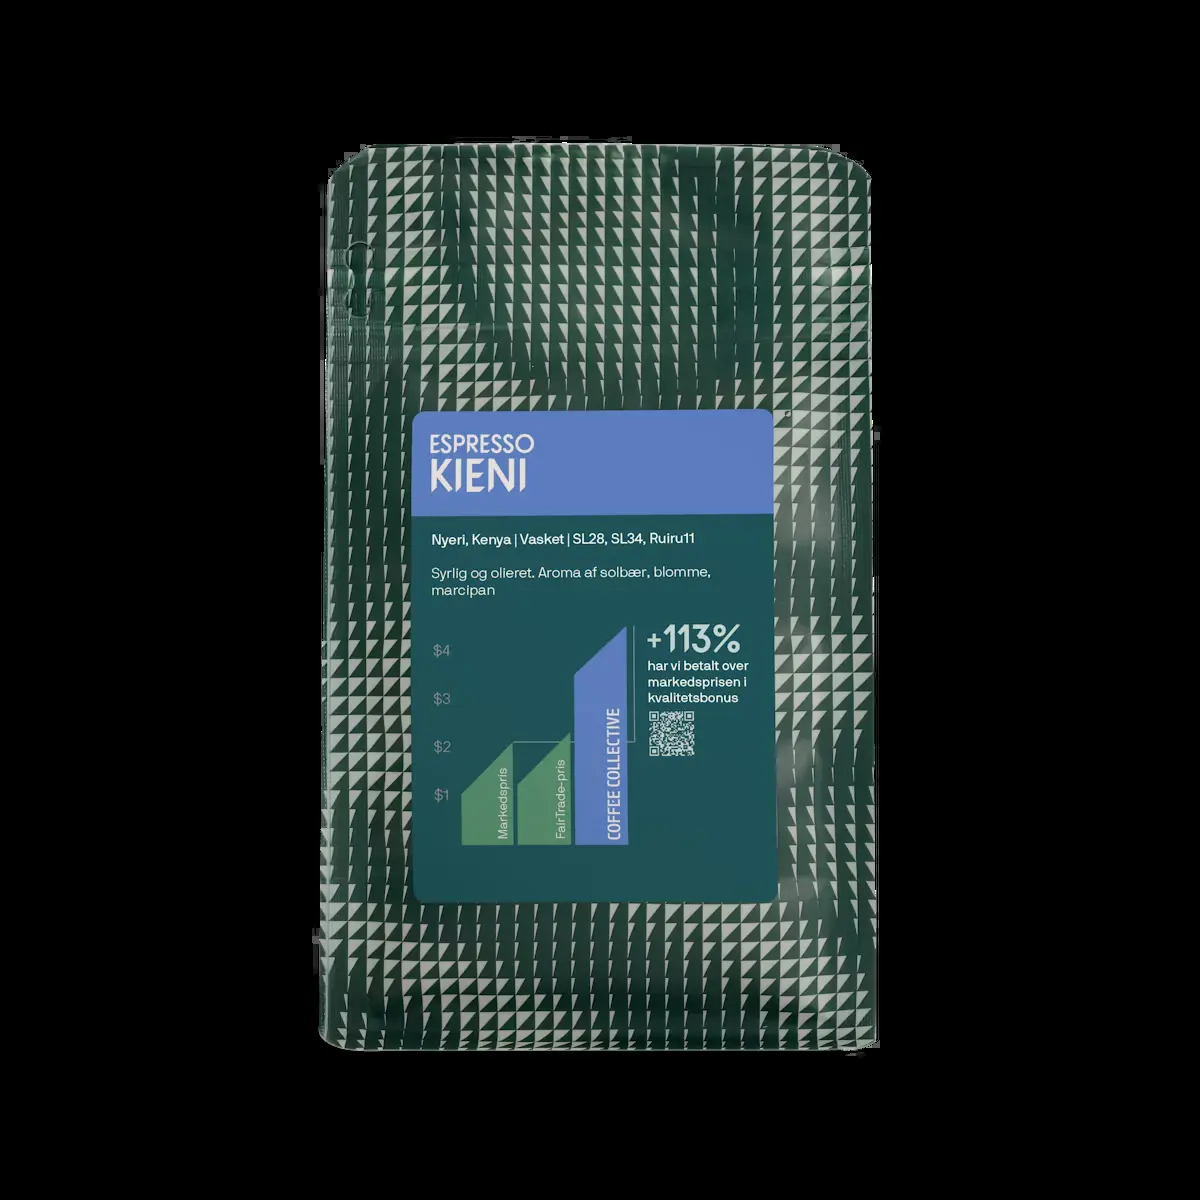 ESPRESSO
KIENI
Nyeri, Kenya | Vasket | SL28, SL34, Ruiru11
Syrlig og olieret. Aroma af solbær, blomme,
marcipan
+113%
har vi betalt over
markedsprisen i
kvalitetsbonus
$4
$3
$2
$1
Markedspris
FairTrade-pris
COFFEE COLLECTIVE